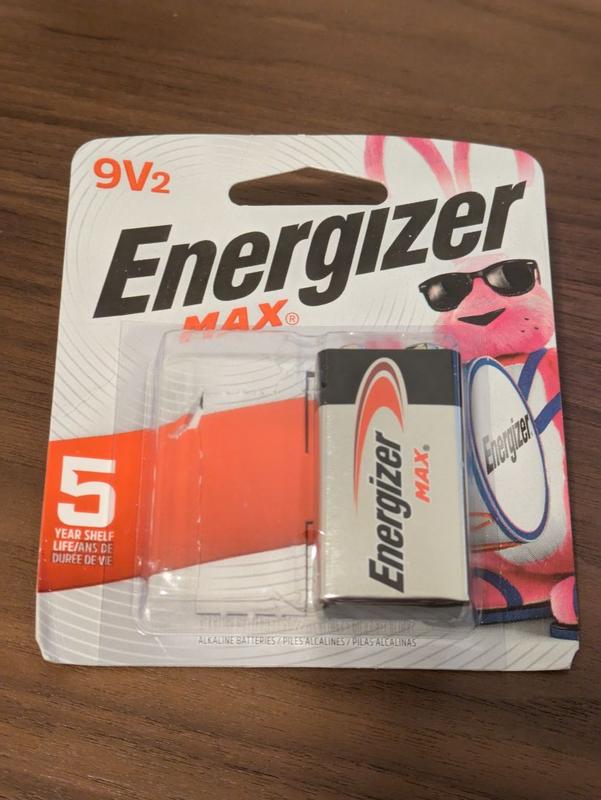 9V2
Energizer
MAX®
Energizer
MAX®
Energizer
5
YEAR SHELF
LIFE/ANS DE
DURÉE DE VIE
ALKALINE BATTERIES / PILES ALCALINES / PILAS ALCALINAS